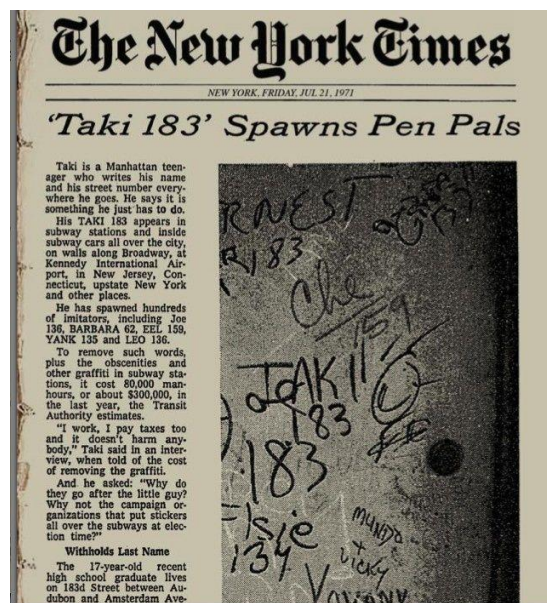 The New York Times
NEW YORK, FRIDAY, JUL 21, 1971
‘Taki 183’ Spawns Pen Pals
Taki is a Manhattan teen-
ager who writes his name
and his street number every-
where he goes. He says it is
something he just has to do.
His TAKI 183 appears in
subway stations and inside
subway cars all over the city,
on walls along Broadway, at
Kennedy International Air-
port, in New Jersey, Con-
necticut, upstate New York
and other places.
He has spawned hundreds
of imitators, including Joe
136, BARBARA 62, EEL 159,
YANK 135 and LEO 136.
To remove such words,
plus the obscenities and
other graffiti in subway sta-
tions, it cost 80,000 man-
hours, or about $300,000, in
the last year, the Transit
Authority estimates.
“I work, I pay taxes too
and it doesn’t harm any-
body,” Taki said in an inter-
view, when told of the cost
of removing the graffiti.
And he asked: “Why do
they go after the little guy?
Why not the campaign or-
ganizations that put stickers
all over the subways at elec-
tion time?”
Withholds Last Name
The 17-year-old recent
high school graduate lives
on 183d Street between Au-
dubon and Amsterdam Ave-
RNEST
183
Che
159
TAKI
183
183
Elsie
137
MUNDO
+
VICKY